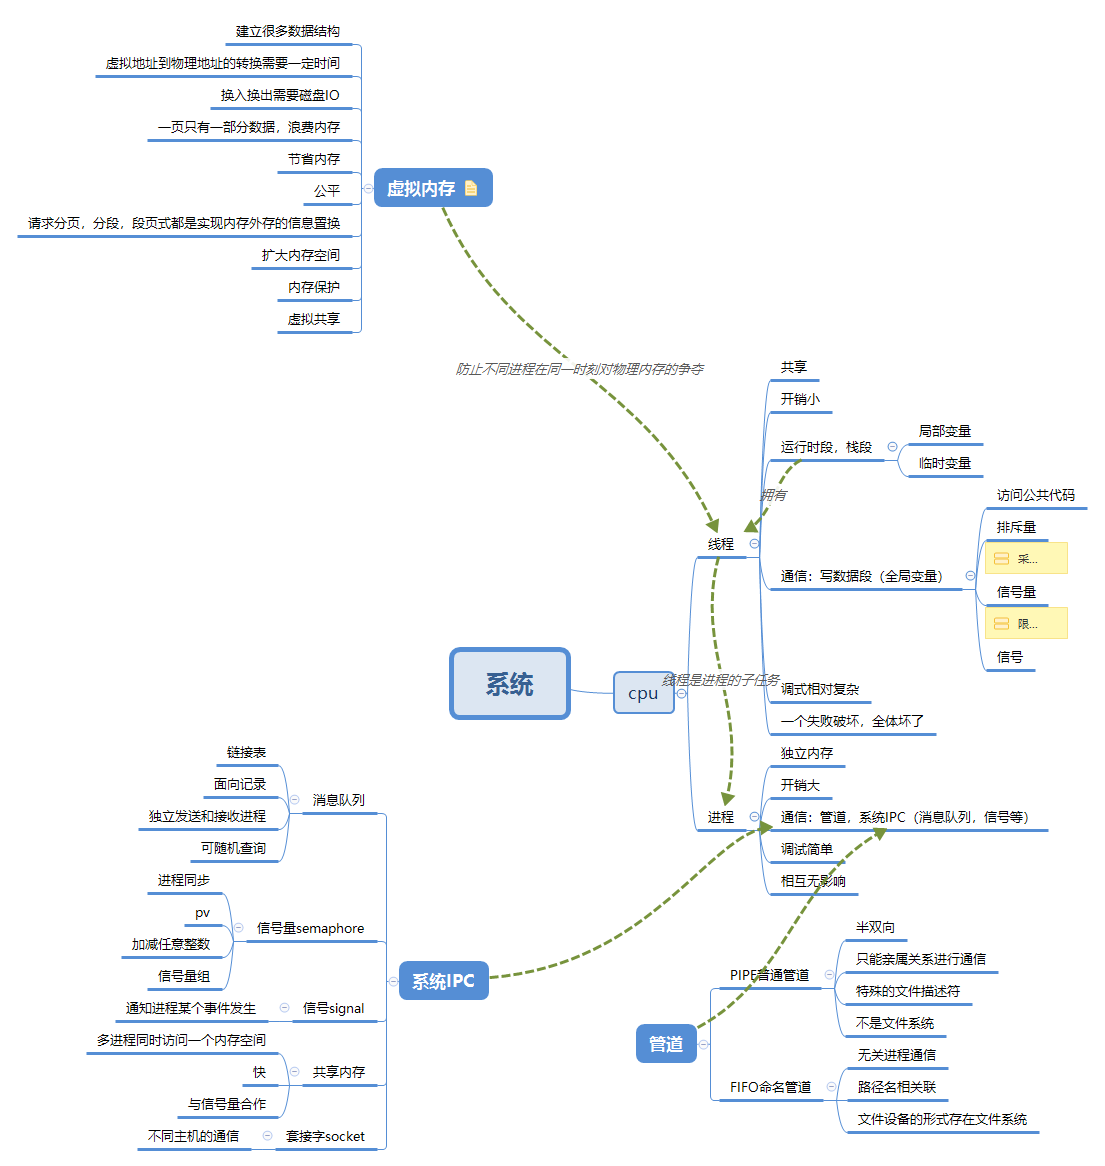 建立很多数据结构
虚拟地址到物理地址的转换需要一定时间
换入换出需要磁盘IO
一页只有一部分数据，浪费内存
节省内存
公平
请求分页，分段，段页式都是实现内存外存的信息置换
扩大内存空间
内存保护
虚拟共享
虚拟内存
防止不同进程在同一时刻对物理内存的争夺
系统
cpu
线程
共享
开销小
运行时段，栈段
局部变量
临时变量
拥有
通信：写数据段（全局变量）
访问公共代码
排斥量
采...
信号量
限...
信号
调式相对复杂
一个失败破坏，全体坏了
线程是进程的子任务
进程
独立内存
开销大
通信：管道，系统IPC（消息队列，信号等）
调试简单
相互无影响
系统IPC
消息队列
链接表
面向记录
独立发送和接收进程
可随机查询
信号量semaphore
进程同步
pv
加减任意整数
信号量组
信号signal
通知进程某个事件发生
共享内存
多进程同时访问一个内存空间
快
与信号量合作
套接字socket
不同主机的通信
管道
PIPE普通管道
半双向
只能亲属关系进行通信
特殊的文件描述符
不是文件系统
FIFO命名管道
无关进程通信
路径名相关联
文件设备的形式存在文件系统